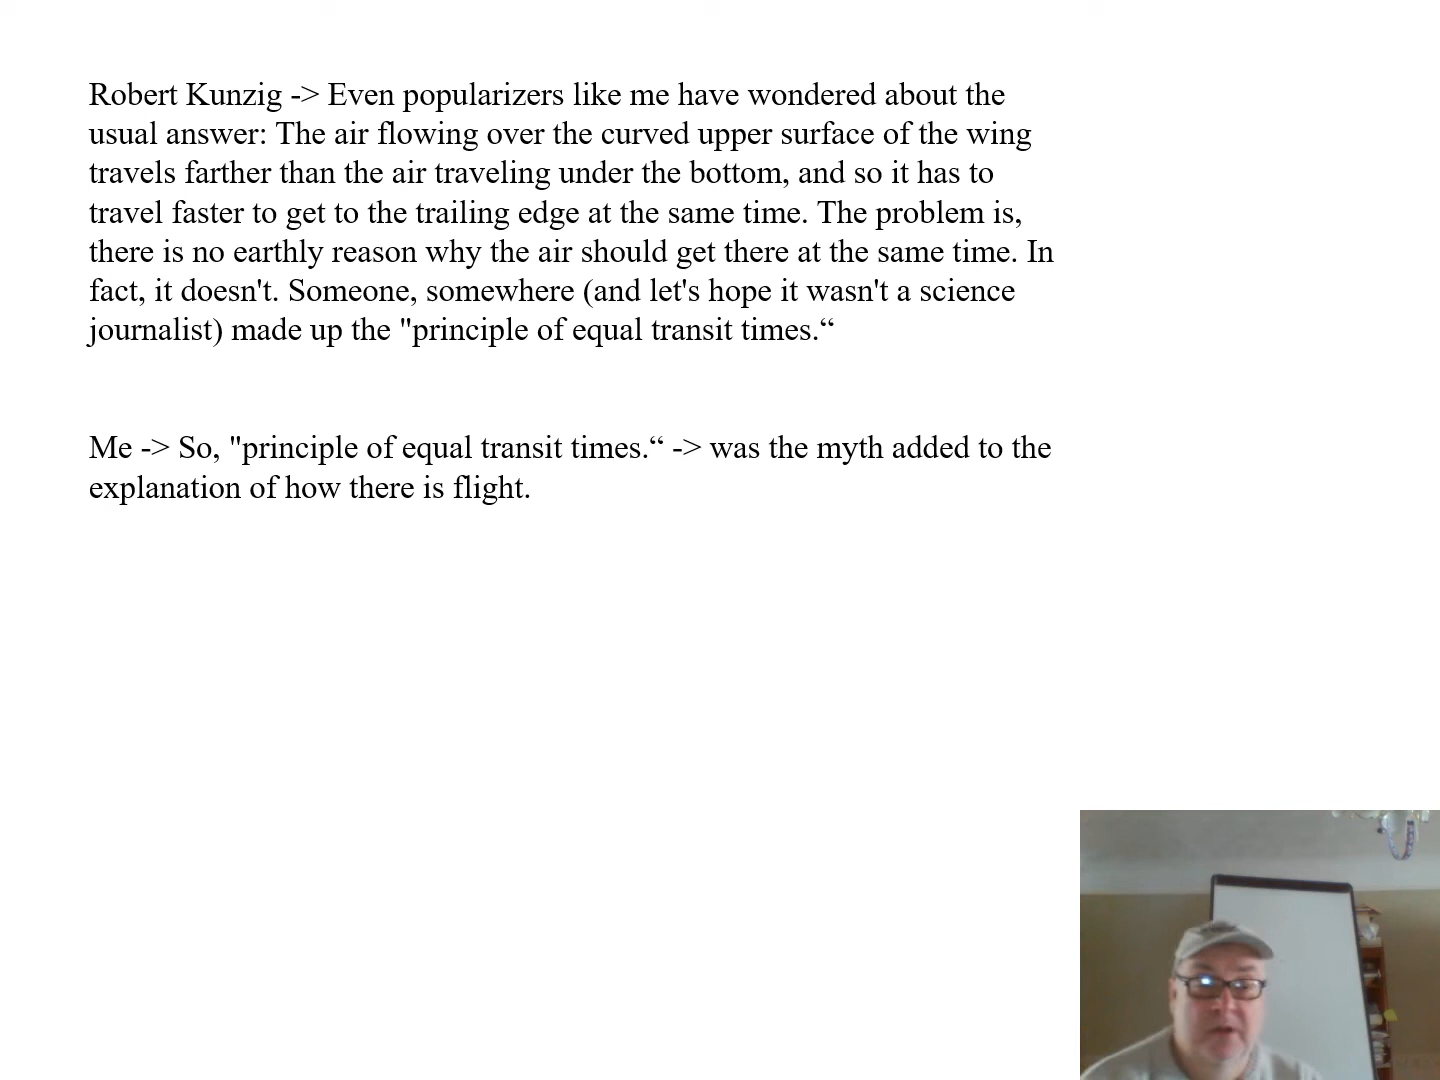 Robert Kunzig -> Even popularizers like me have wondered about the
usual answer: The air flowing over the curved upper surface of the wing
travels farther than the air traveling under the bottom, and so it has to
travel faster to get to the trailing edge at the same time. The problem is,
there is no earthly reason why the air should get there at the same time. In
fact, it doesn't. Someone, somewhere (and let's hope it wasn't a science
journalist) made up the "principle of equal transit times.“
Me -> So, "principle of equal transit times.“ -> was the myth added to the
explanation of how there is flight.